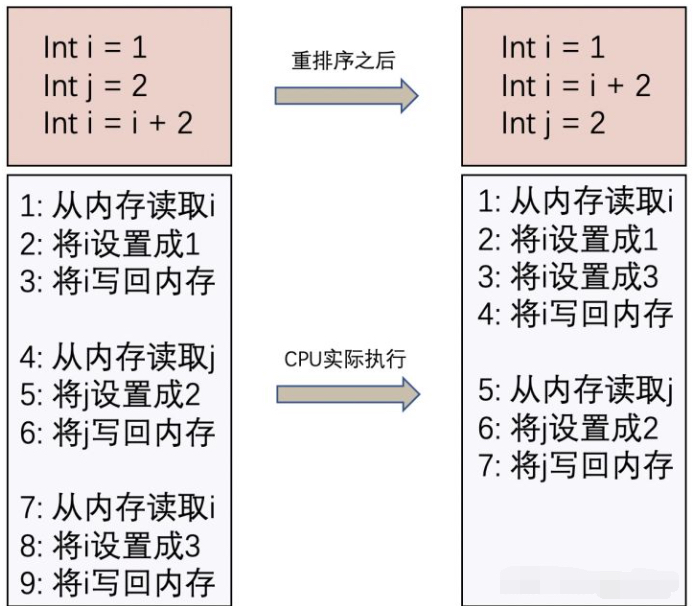 Int i = 1
Int j = 2
Int i = i + 2
重排序之后
Int i = 1
Int i = i + 2
Int j = 2
1: 从内存读取i
2: 将i设置成1
3: 将i写回内存
4: 从内存读取j
5: 将j设置成2
6: 将j写回内存
7: 从内存读取i
8: 将i设置成3
9: 将i写回内存
CPU实际执行
1: 从内存读取i
2: 将i设置成1
3: 将i设置成3
4: 将i写回内存
5: 从内存读取j
6: 将j设置成2
7: 将j写回内存